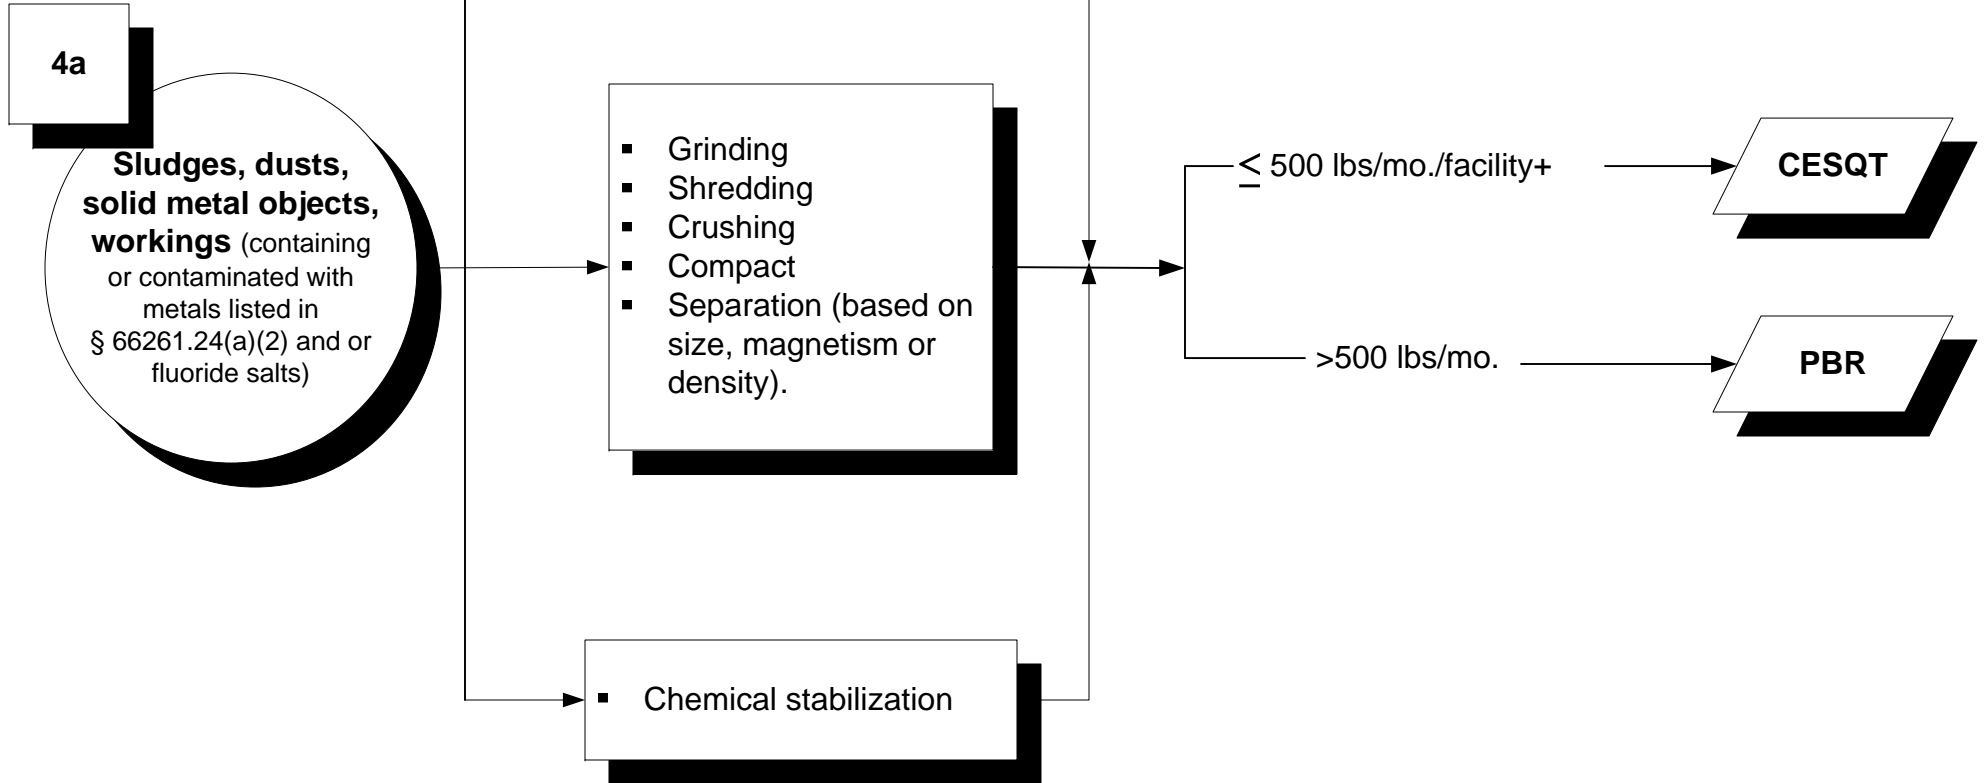 4a
Sludges, dusts,
solid metal objects,
workings (containing
or contaminated with
metals listed in
§ 66261.24(a)(2) and or
fluoride salts)
▪ Grinding
▪ Shredding
▪ Crushing
▪ Compact
▪ Separation (based on
size, magnetism or
density).
▪ Chemical stabilization
≤ 500 lbs/mo./facility+
CESQT
>500 lbs/mo.
PBR